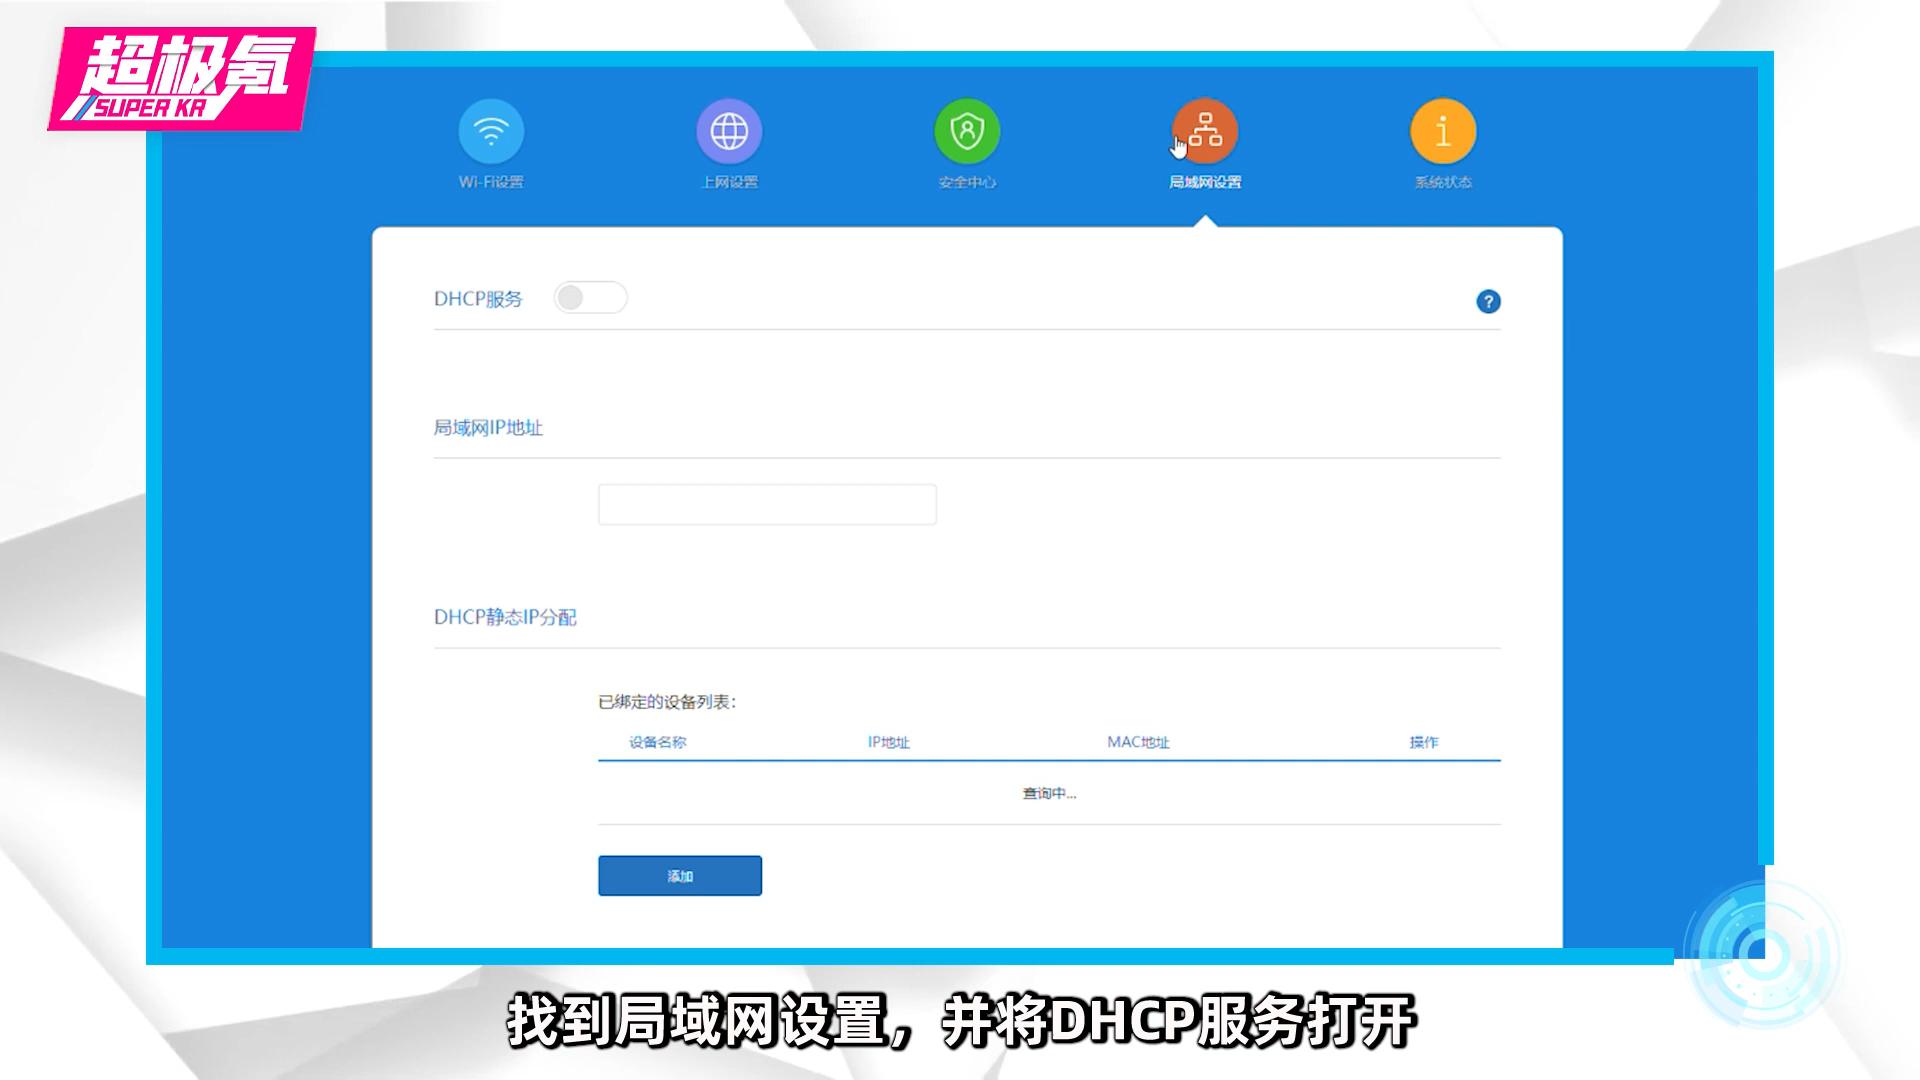 超极氪
SUPER KR
Wi-Fi设置
上网设置
安全中心
局域网设置
系统状态
DHCP服务
?
局域网IP地址
DHCP静态IP分配
已绑定的设备列表：
设备名称 IP地址 MAC地址 操作
查询中...
添加
找到局域网设置，并将DHCP服务打开